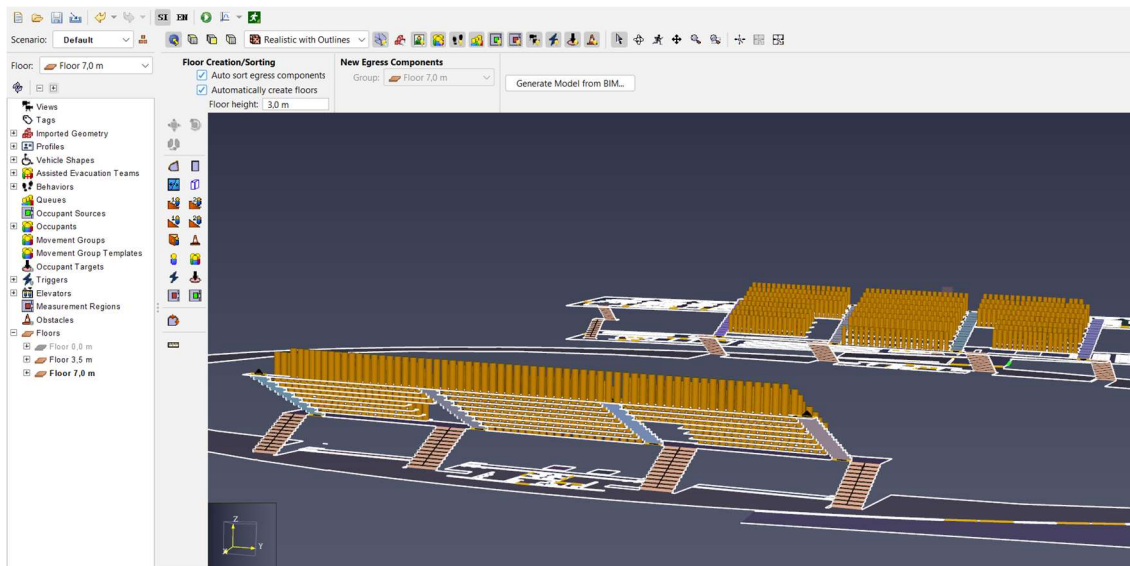 SI EN
Scenario: Default
Realistic with Outlines
Floor: Floor 7,0 m
Floor Creation/Sorting
Auto sort egress components
Automatically create floors
Floor height: 3,0 m
New Egress Components
Group: Floor 7,0 m
Generate Model from BIM...
Views
Tags
Imported Geometry
Profiles
Vehicle Shapes
Assisted Evacuation Teams
Behaviors
Queues
Occupant Sources
Occupants
Movement Groups
Movement Group Templates
Occupant Targets
Triggers
Elevators
Measurement Regions
Obstacles
Floors
Floor 0,0 m
Floor 3,5 m
Floor 7,0 m
Z
X Y